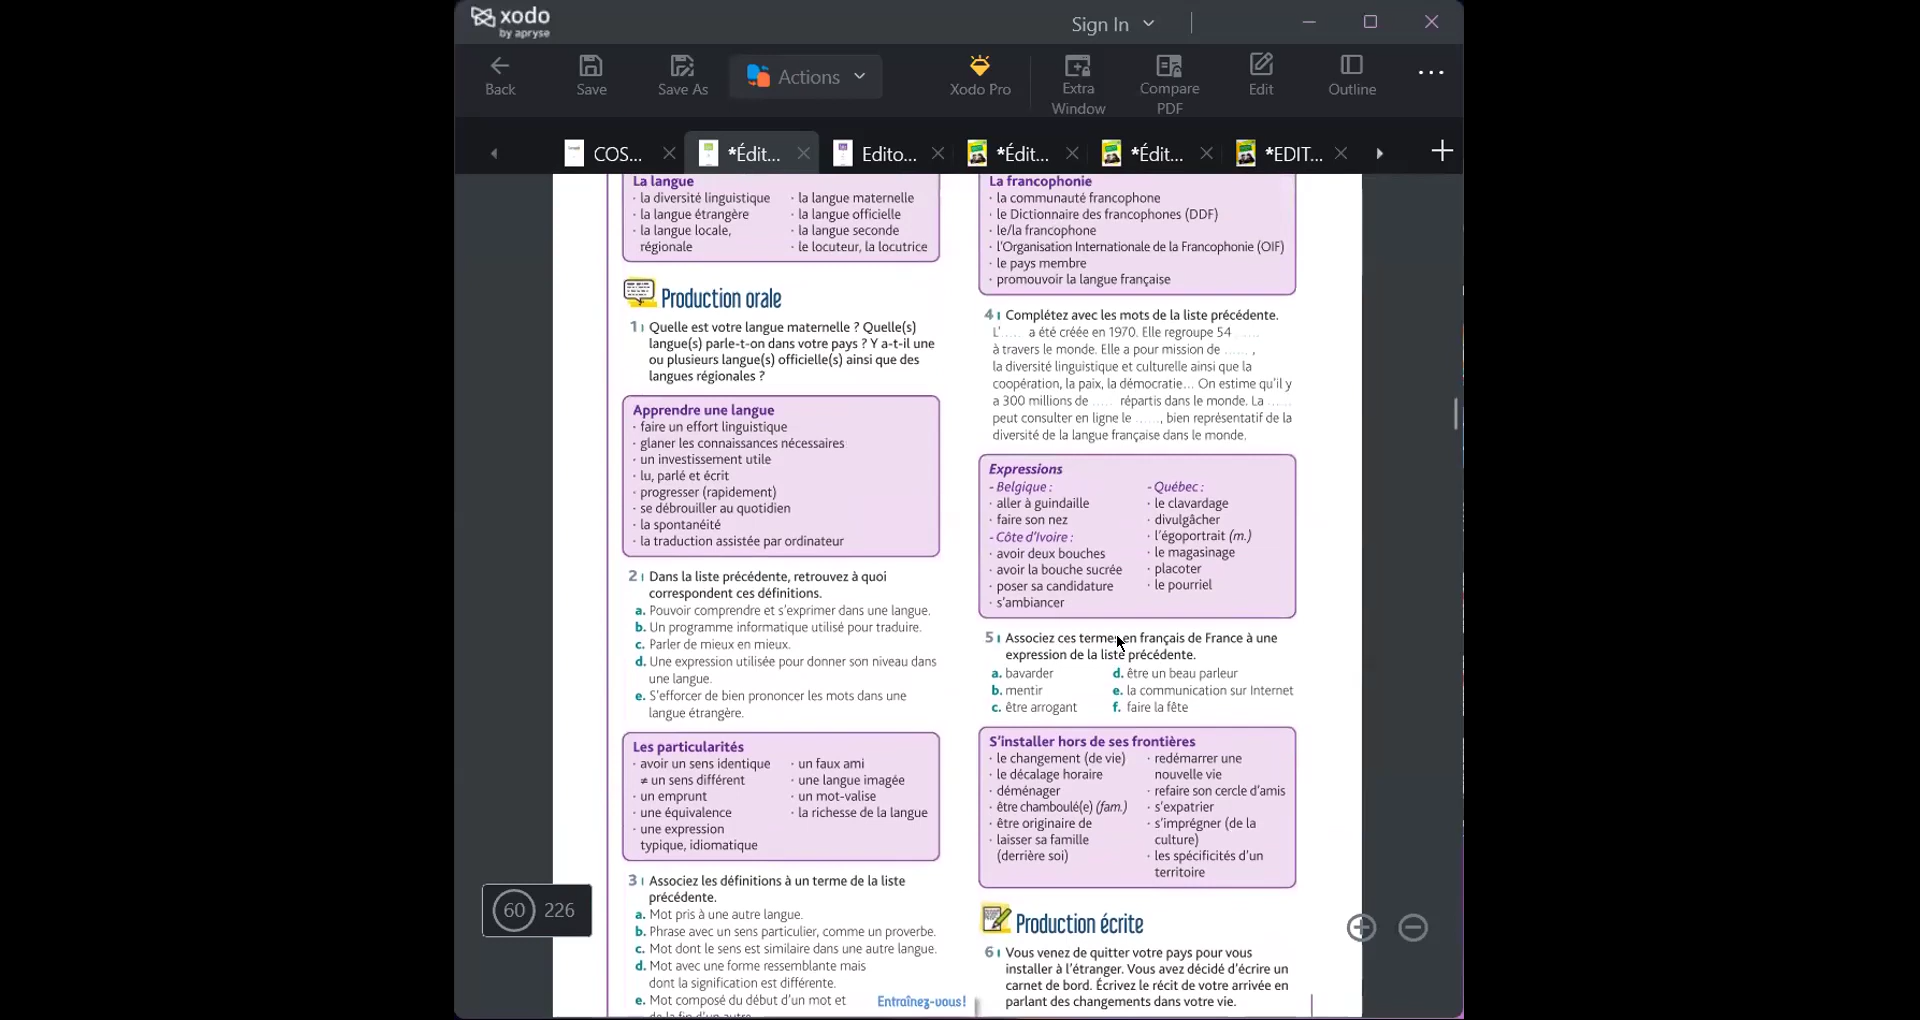 xodo
by apryse
Sign In
Back
Save
Save As
Actions
Xodo Pro
Extra
Window
Compare
PDF
Edit
Outline
COS...
*Édit...
Edito...
*Édit...
*Édit...
*EDIT...
La langue
· la diversité linguistique
· la langue étrangère
· la langue locale,
régionale
· la langue maternelle
· la langue officielle
· la langue seconde
· le locuteur, la locutrice
Production orale
1 Quelle est votre langue maternelle ? Quelle(s)
langue(s) parle-t-on dans votre pays ? Y a-t-il une
ou plusieurs langue(s) officielle(s) ainsi que des
langues régionales ?
Apprendre une langue
· faire un effort linguistique
· glaner les connaissances nécessaires
· un investissement utile
· lu, parlé et écrit
· progresser (rapidement)
· se débrouiller au quotidien
· la spontanéité
· la traduction assistée par ordinateur
2 Dans la liste précédente, retrouvez à quoi
correspondent ces définitions.
a. Pouvoir comprendre et s'exprimer dans une langue.
b. Un programme informatique utilisé pour traduire.
c. Parler de mieux en mieux.
d. Une expression utilisée pour donner son niveau dans
une langue.
e. S'efforcer de bien prononcer les mots dans une
langue étrangère.
Les particularités
· avoir un sens identique
≠ un sens différent
· un emprunt
· une équivalence
· une expression
typique, idiomatique
· un faux ami
· une langue imagée
· un mot-valise
· la richesse de la langue
3 Associez les définitions à un terme de la liste
précédente.
a. Mot pris à une autre langue.
b. Phrase avec un sens particulier, comme un proverbe.
c. Mot dont le sens est similaire dans une autre langue.
d. Mot avec une forme ressemblante mais
dont la signification est différente.
e. Mot composé du début d'un mot et
de la fin d'un autre.
Entraînez-vous !
La francophonie
· la communauté francophone
· le Dictionnaire des francophones (DDF)
· le/la francophone
· l'Organisation Internationale de la Francophonie (OIF)
· le pays membre
· promouvoir la langue française
4 Complétez avec les mots de la liste précédente.
L' ..... a été créée en 1970. Elle regroupe 54 .....
à travers le monde. Elle a pour mission de ..... ,
la diversité linguistique et culturelle ainsi que la
coopération, la paix, la démocratie... On estime qu'il y
a 300 millions de ..... répartis dans le monde. La .....
peut consulter en ligne le ..... , bien représentatif de la
diversité de la langue française dans le monde.
Expressions
- Belgique :
· aller à guindaille
· faire son nez
- Côte d'Ivoire :
· avoir deux bouches
· avoir la bouche sucrée
· poser sa candidature
· s'ambiancer
- Québec :
· le clavardage
· divulgâcher
· l'égoportrait (m.)
· le magasinage
· placoter
· le pourriel
5 Associez ces termes en français de France à une
expression de la liste précédente.
a. bavarder
b. mentir
c. être arrogant
d. être un beau parleur
e. la communication sur Internet
f. faire la fête
S'installer hors de ses frontières
· le changement (de vie)
· le décalage horaire
· déménager
· être chamboulé(e) (fam.)
· être originaire de
· laisser sa famille
(derrière soi)
· redémarrer une
nouvelle vie
· refaire son cercle d'amis
· s'expatrier
· s'imprégner (de la
culture)
· les spécificités d'un
territoire
Production écrite
6 Vous venez de quitter votre pays pour vous
installer à l'étranger. Vous avez décidé d'écrire un
carnet de bord. Écrivez le récit de votre arrivée en
parlant des changements dans votre vie.
60 226